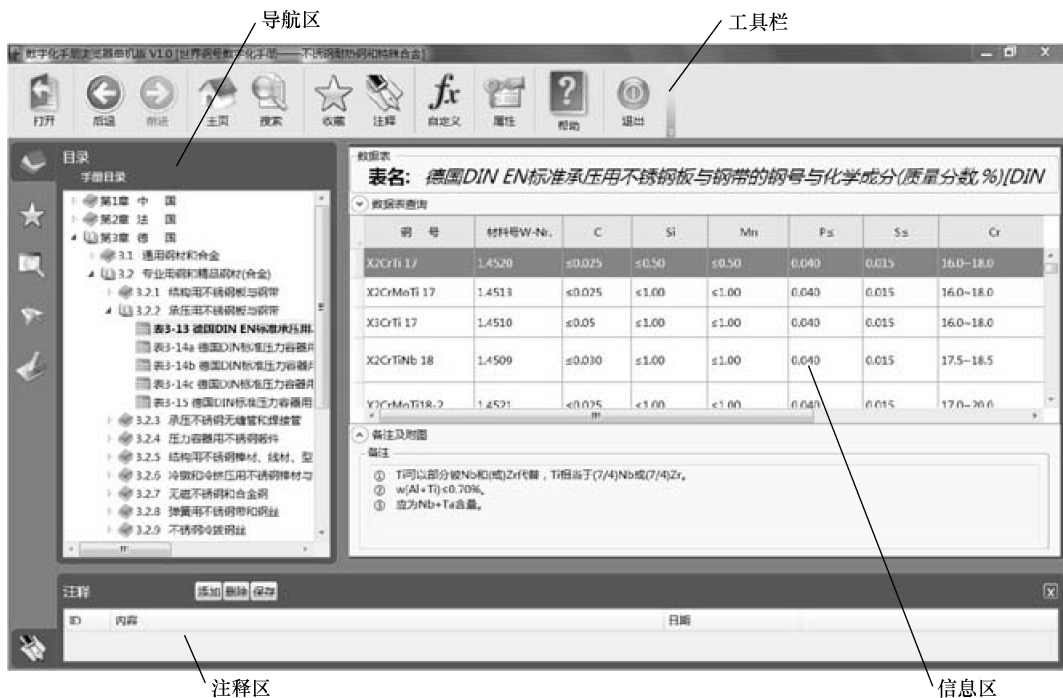 导航区
工具栏
数字化手册浏览器单机版 V1.0 [世界钢号数字化手册——不锈钢耐热钢和特殊合金]
打开 后退 前进 主页 搜索 收藏 注释 自定义 属性 帮助 退出
目录
手册目录
第1章 中 国
第2章 法 国
第3章 德 国
3.1 通用钢材和合金
3.2 专业用钢和精品钢材(合金)
3.2.1 结构用不锈钢板与钢带
3.2.2 承压用不锈钢板与钢带
表3-13 德国DIN EN标准承压用
表3-14a 德国DIN标准压力容器用
表3-14b 德国DIN标准压力容器用
表3-14c 德国DIN标准压力容器用
表3-15 德国DIN标准压力容器用
3.2.3 承压不锈钢无缝管和焊接管
3.2.4 压力容器用不锈钢锻件
3.2.5 结构用不锈钢棒材、线材、型
3.2.6 冷镦和冷挤压用不锈钢棒材与
3.2.7 无磁不锈钢和合金钢
3.2.8 弹簧用不锈钢带和钢丝
3.2.9 不锈钢冷拨钢丝
数据表
表名: 德国DIN EN标准承压用不锈钢板与钢带的钢号与化学成分(质量分数,%)[DIN
数据表查询
钢 号 材料号W-Nr. C Si Mn P≤ S≤ Cr
X2CrTi 17 1.4520 ≤0.025 ≤0.50 ≤0.50 0.040 0.015 16.0~18.0
X2CrMoTi 17 1.4513 ≤0.025 ≤1.00 ≤1.00 0.040 0.015 16.0~18.0
X3CrTi 17 1.4510 ≤0.05 ≤1.00 ≤1.00 0.040 0.015 16.0~18.0
X2CrTiNb 18 1.4509 ≤0.030 ≤1.00 ≤1.00 0.040 0.015 17.5~18.5
X2CrMoTi18-2 1.4521 ≤0.025 ≤1.00 ≤1.00 0.040 0.015 17.0~20.0
备注及附图
备注
① Ti可以部分被Nb和(或)Zr代替，Ti相当于(7/4)Nb或(7/4)Zr。
② w(Al+Ti)≤0.70%。
③ 应为Nb+Ta含量。
注释 添加 删除 保存 X
ID 内容 日期
注释区
信息区